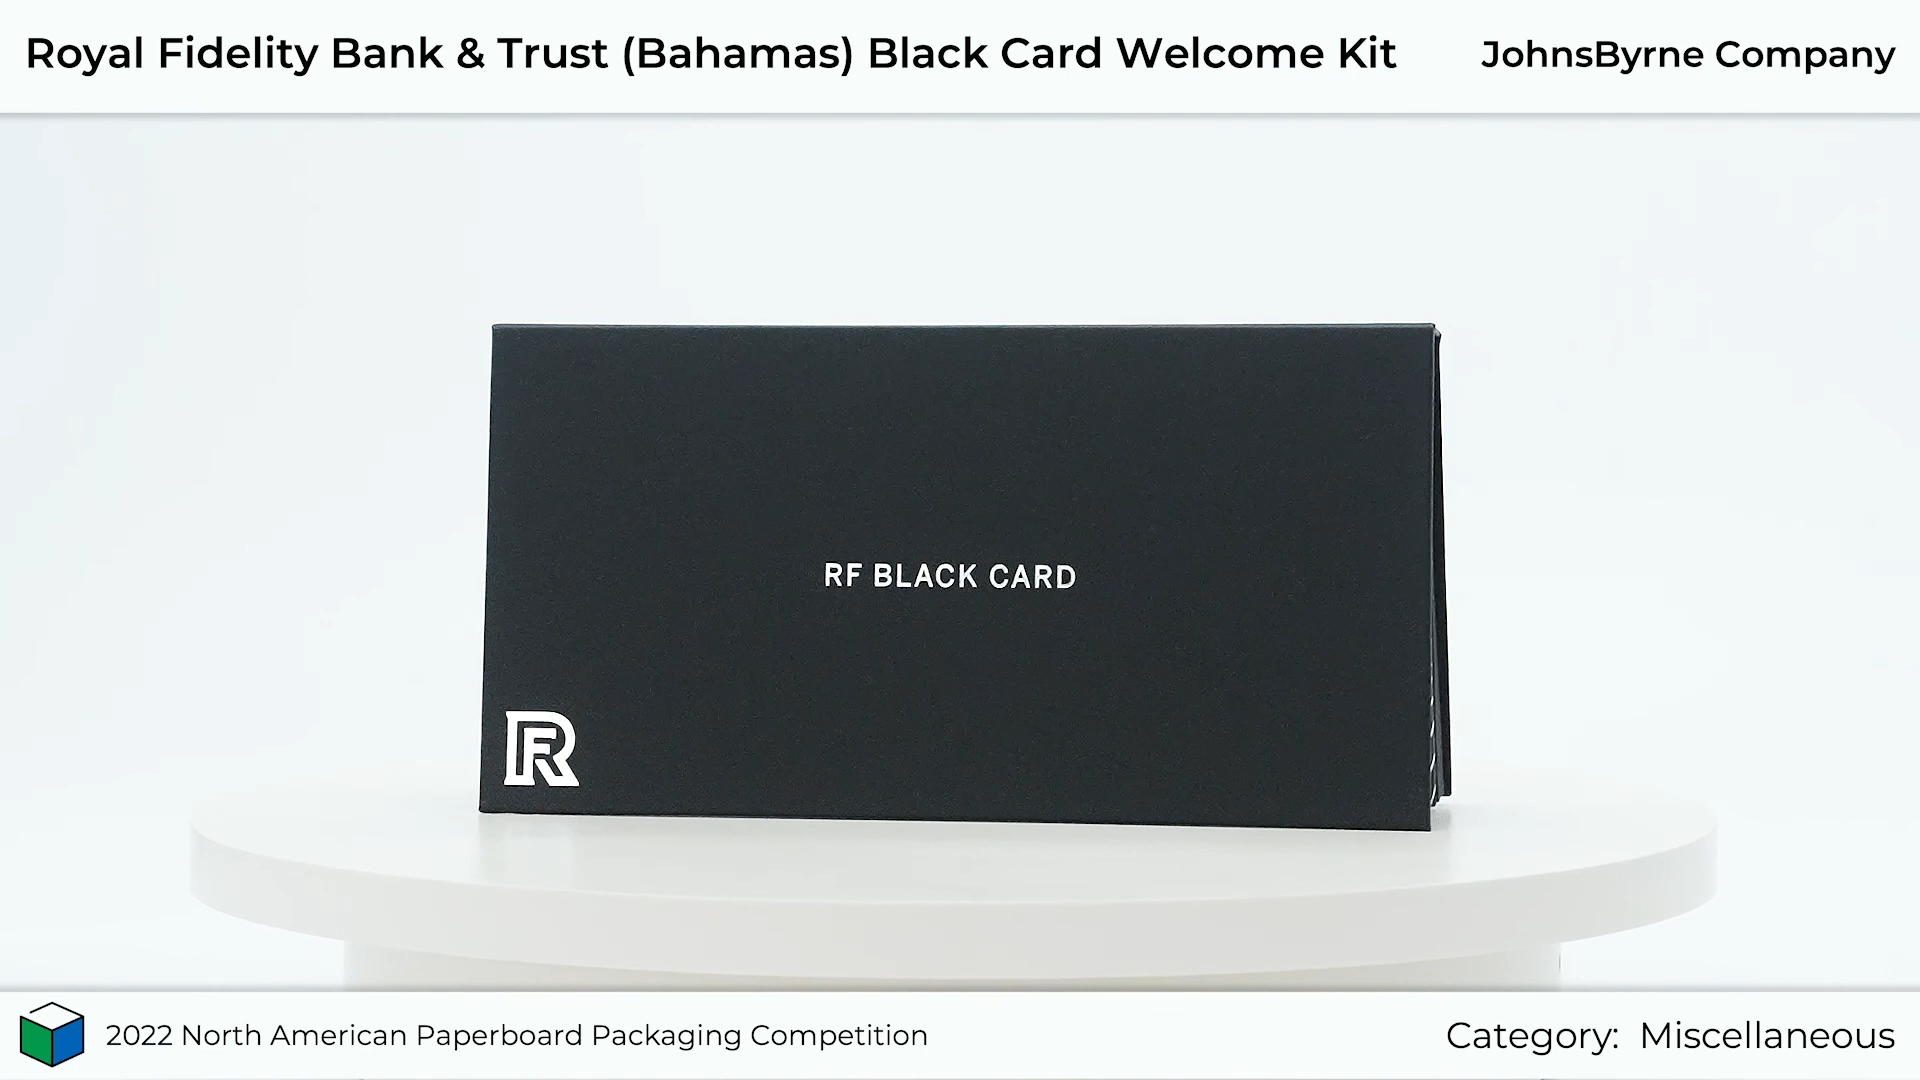 Royal Fidelity Bank & Trust (Bahamas) Black Card Welcome Kit
JohnsByrne Company
RF BLACK CARD
RF
2022 North American Paperboard Packaging Competition
Category: Miscellaneous